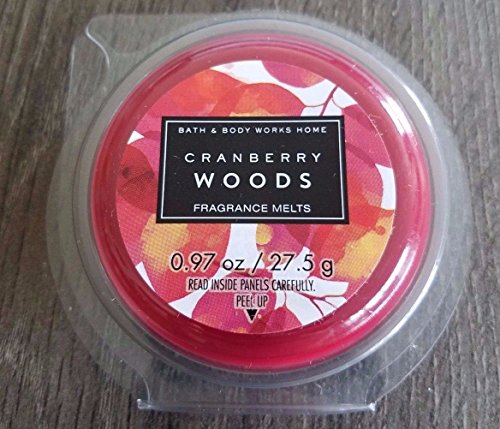 BATH & BODY WORKS HOME
CRANBERRY
WOODS
FRAGRANCE MELTS
0.97 oz / 27.5 g
READ INSIDE PANELS CAREFULLY.
PEEL UP